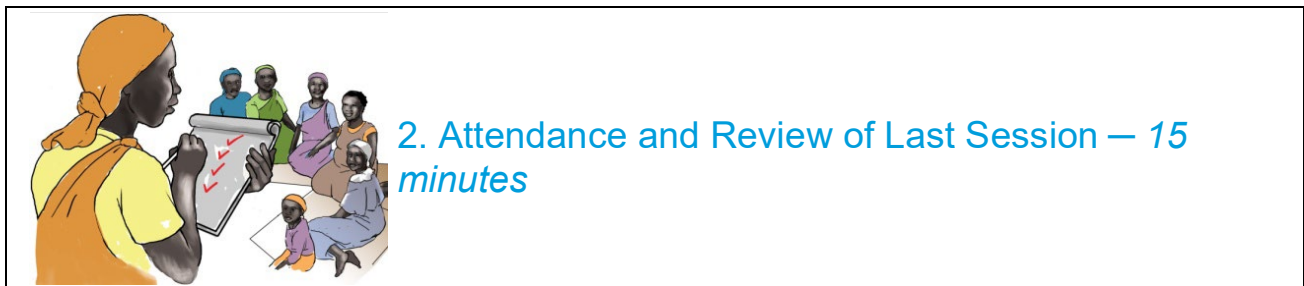 2. Attendance and Review of Last Session ─ 15
minutes